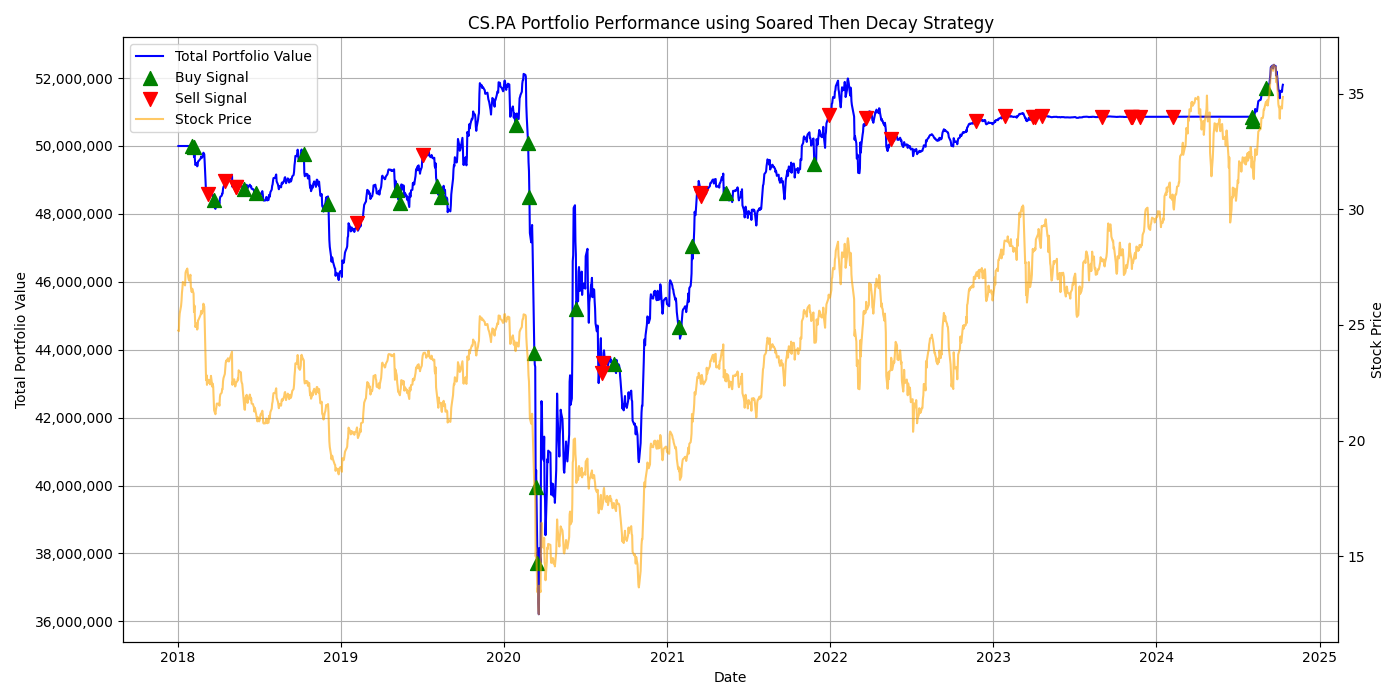 CS.PA Portfolio Performance using Soared Then Decay Strategy
Total Portfolio Value
Buy Signal
Sell Signal
Stock Price
52,000,000
50,000,000
48,000,000
46,000,000
44,000,000
42,000,000
40,000,000
38,000,000
36,000,000
Total Portfolio Value
35
30
25
20
15
Stock Price
2018
2019
2020
2021
2022
2023
2024
2025
Date